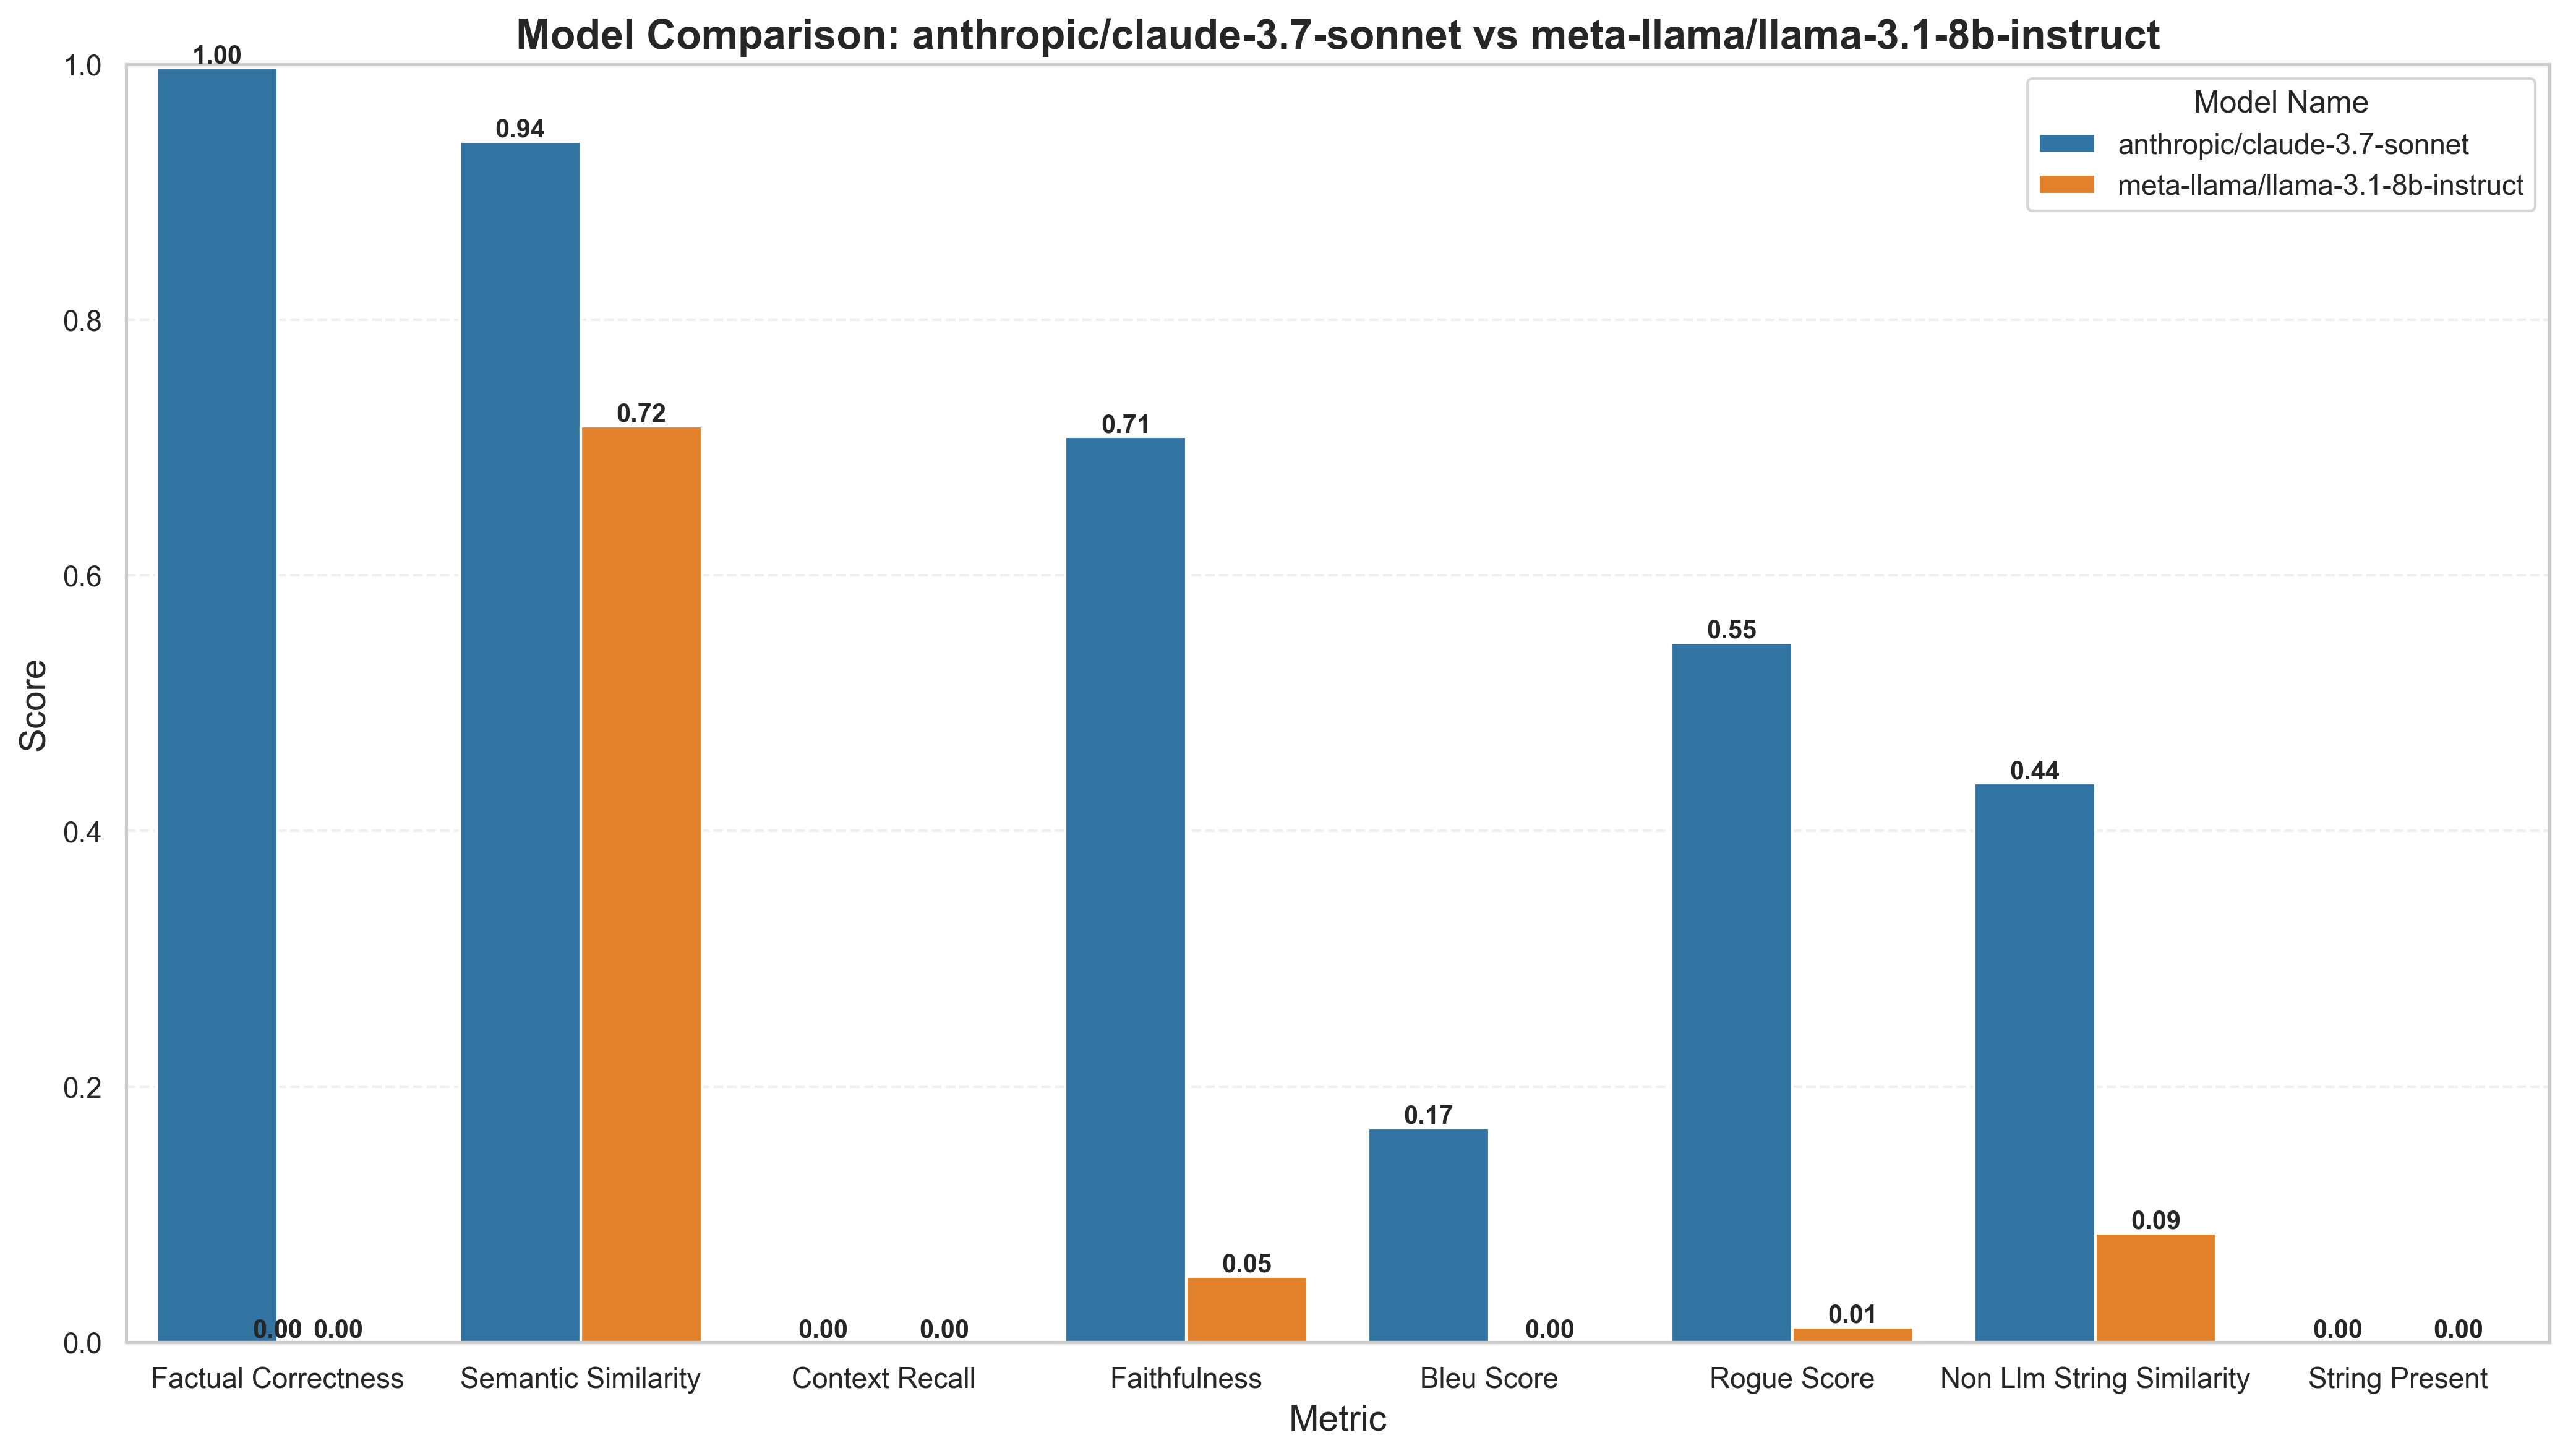 Model Comparison: anthropic/claude-3.7-sonnet vs meta-llama/llama-3.1-8b-instruct
Model Name
anthropic/claude-3.7-sonnet
meta-llama/llama-3.1-8b-instruct
Score
1.0
0.8
0.6
0.4
0.2
0.0
1.00
0.00 0.00
0.94
0.72
0.00
0.00
0.71
0.05
0.17
0.00
0.55
0.01
0.44
0.09
0.00
0.00
Factual Correctness
Semantic Similarity
Context Recall
Faithfulness
Bleu Score
Rogue Score
Non Llm String Similarity
String Present
Metric